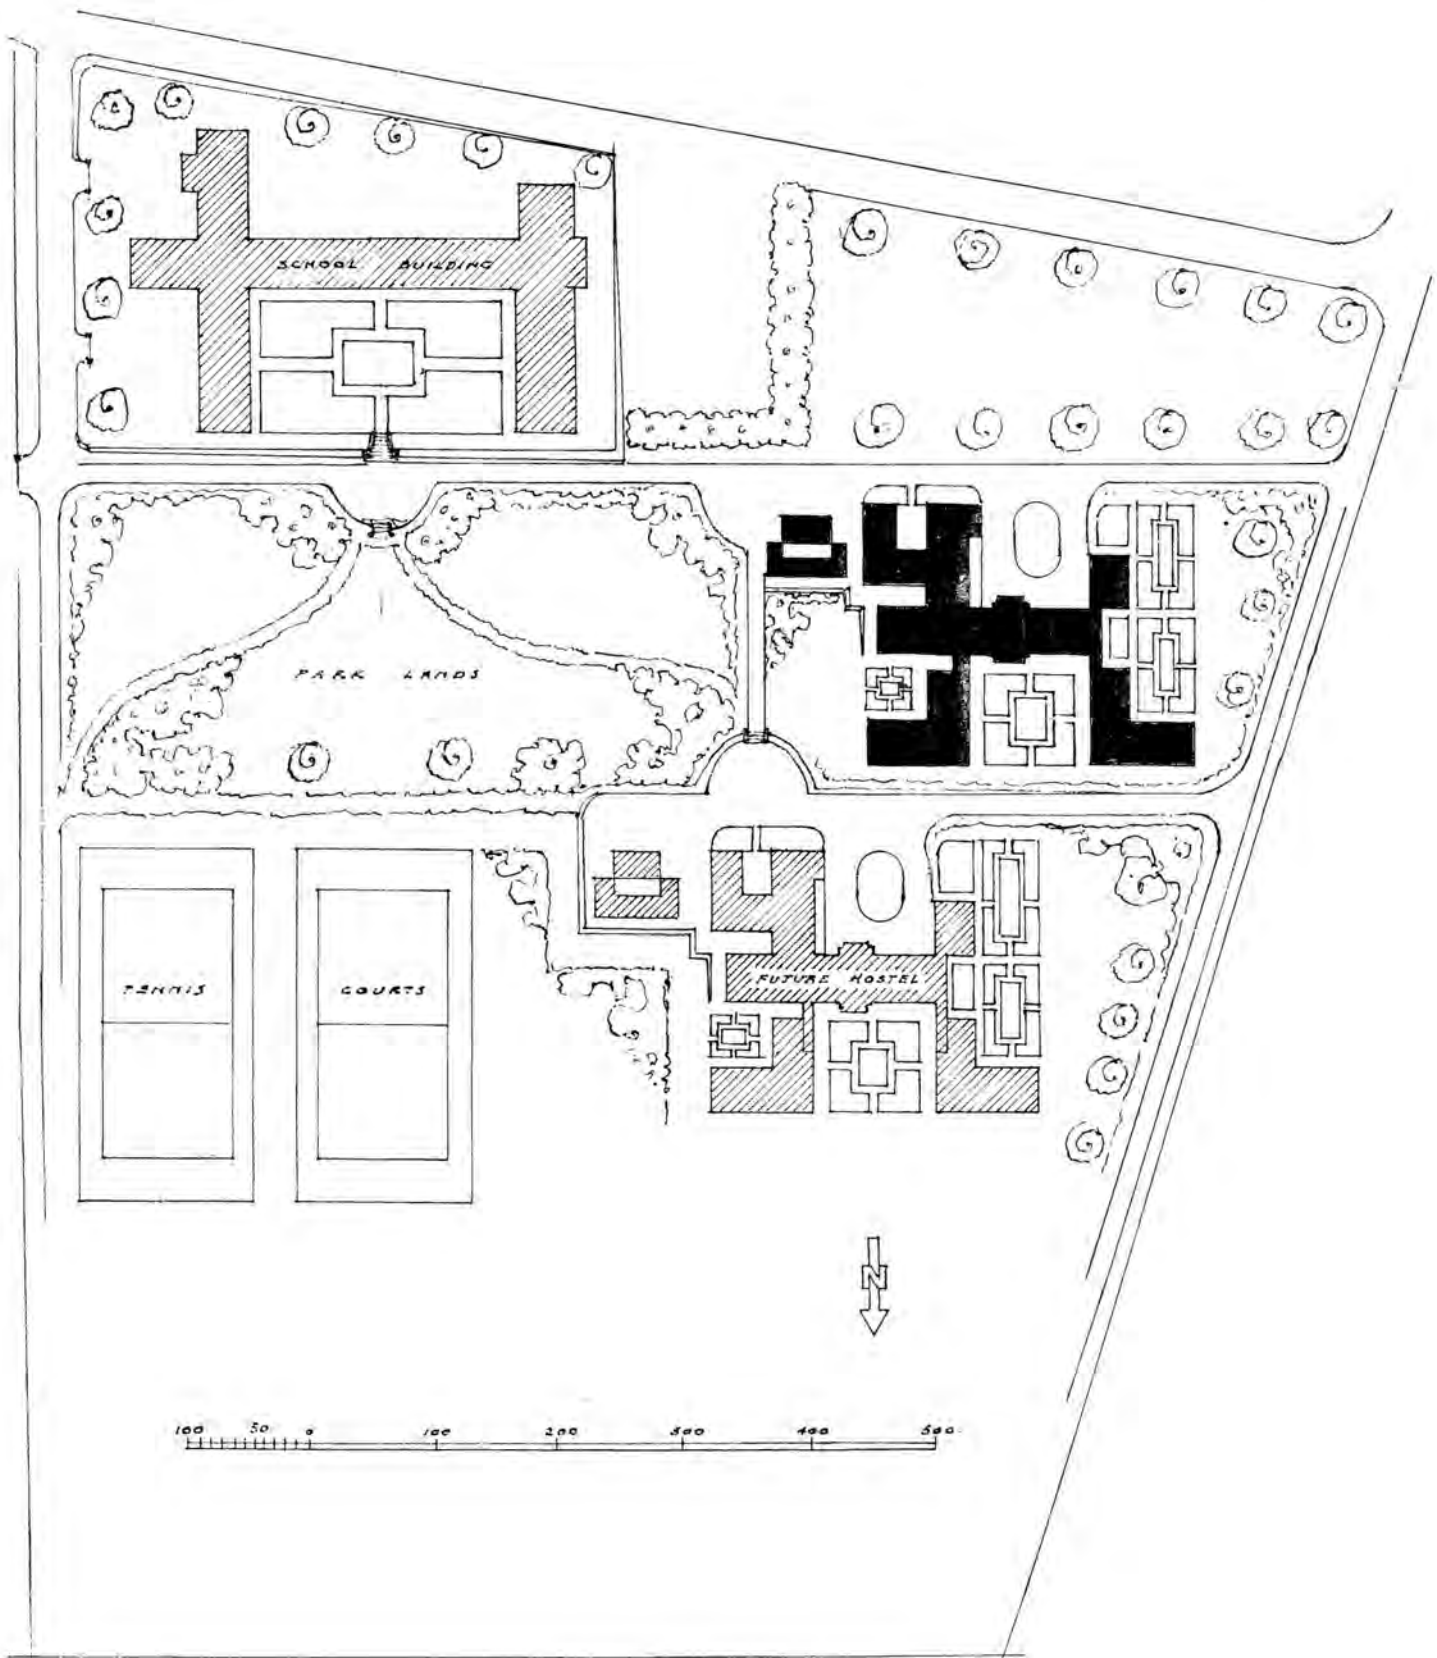 SCHOOL BUILDING
PARK LANDS
TENNIS COURTS
FUTURE HOSTEL
N
100 50 0 100 200 300 400 500